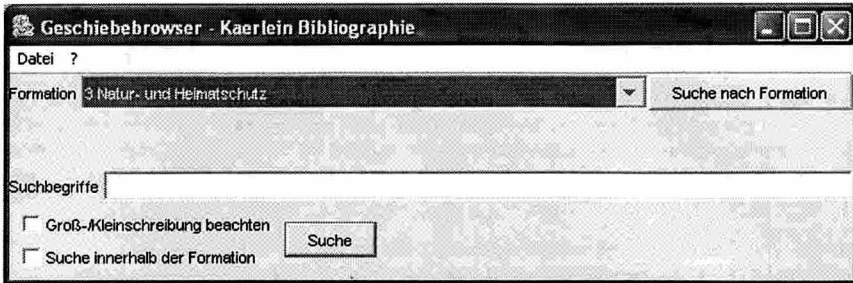 Geschiebebrowser - Kaerlein Bibliographie
Datei ?
Formation 3 Natur- und Heimatschutz Suche nach Formation
Suchbegriffe
Groß-/Kleinschreibung beachten
Suche
Suche innerhalb der Formation